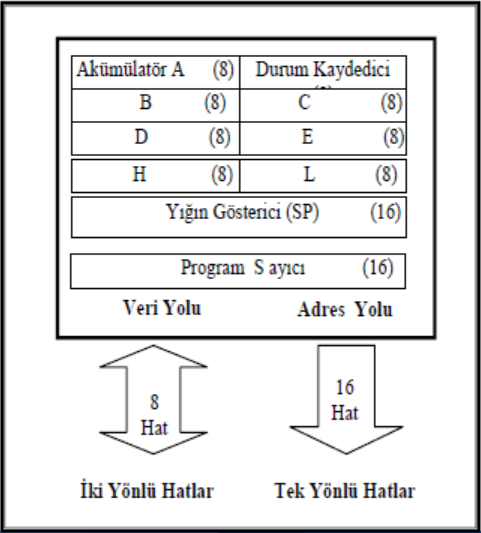 Akümülatör A (8) Durum Kaydedici
B (8) C (8)
D (8) E (8)
H (8) L (8)
Yığın Gösterici (SP) (16)
Program S ayıcı (16)
Veri Yolu Adres Yolu
8 Hat
16 Hat
İki Yönlü Hatlar Tek Yönlü Hatlar